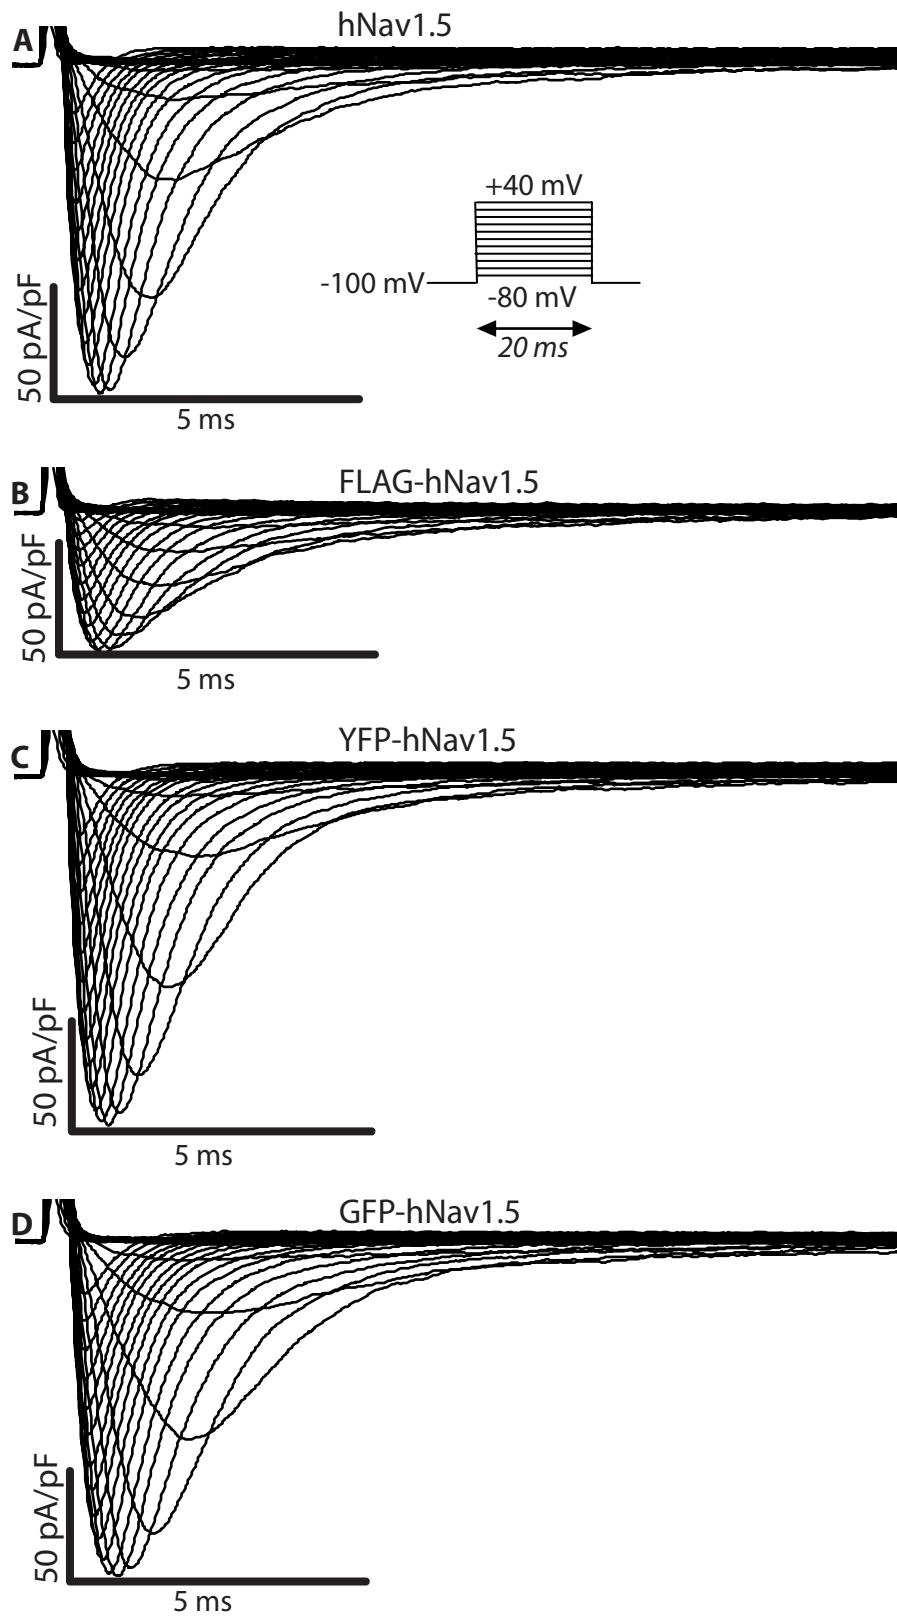 A
hNav1.5
+40 mV
-100 mV
-80 mV
20 ms
50 pA/pF
5 ms
B
FLAG-hNav1.5
50 pA/pF
5 ms
C
YFP-hNav1.5
50 pA/pF
5 ms
D
GFP-hNav1.5
50 pA/pF
5 ms